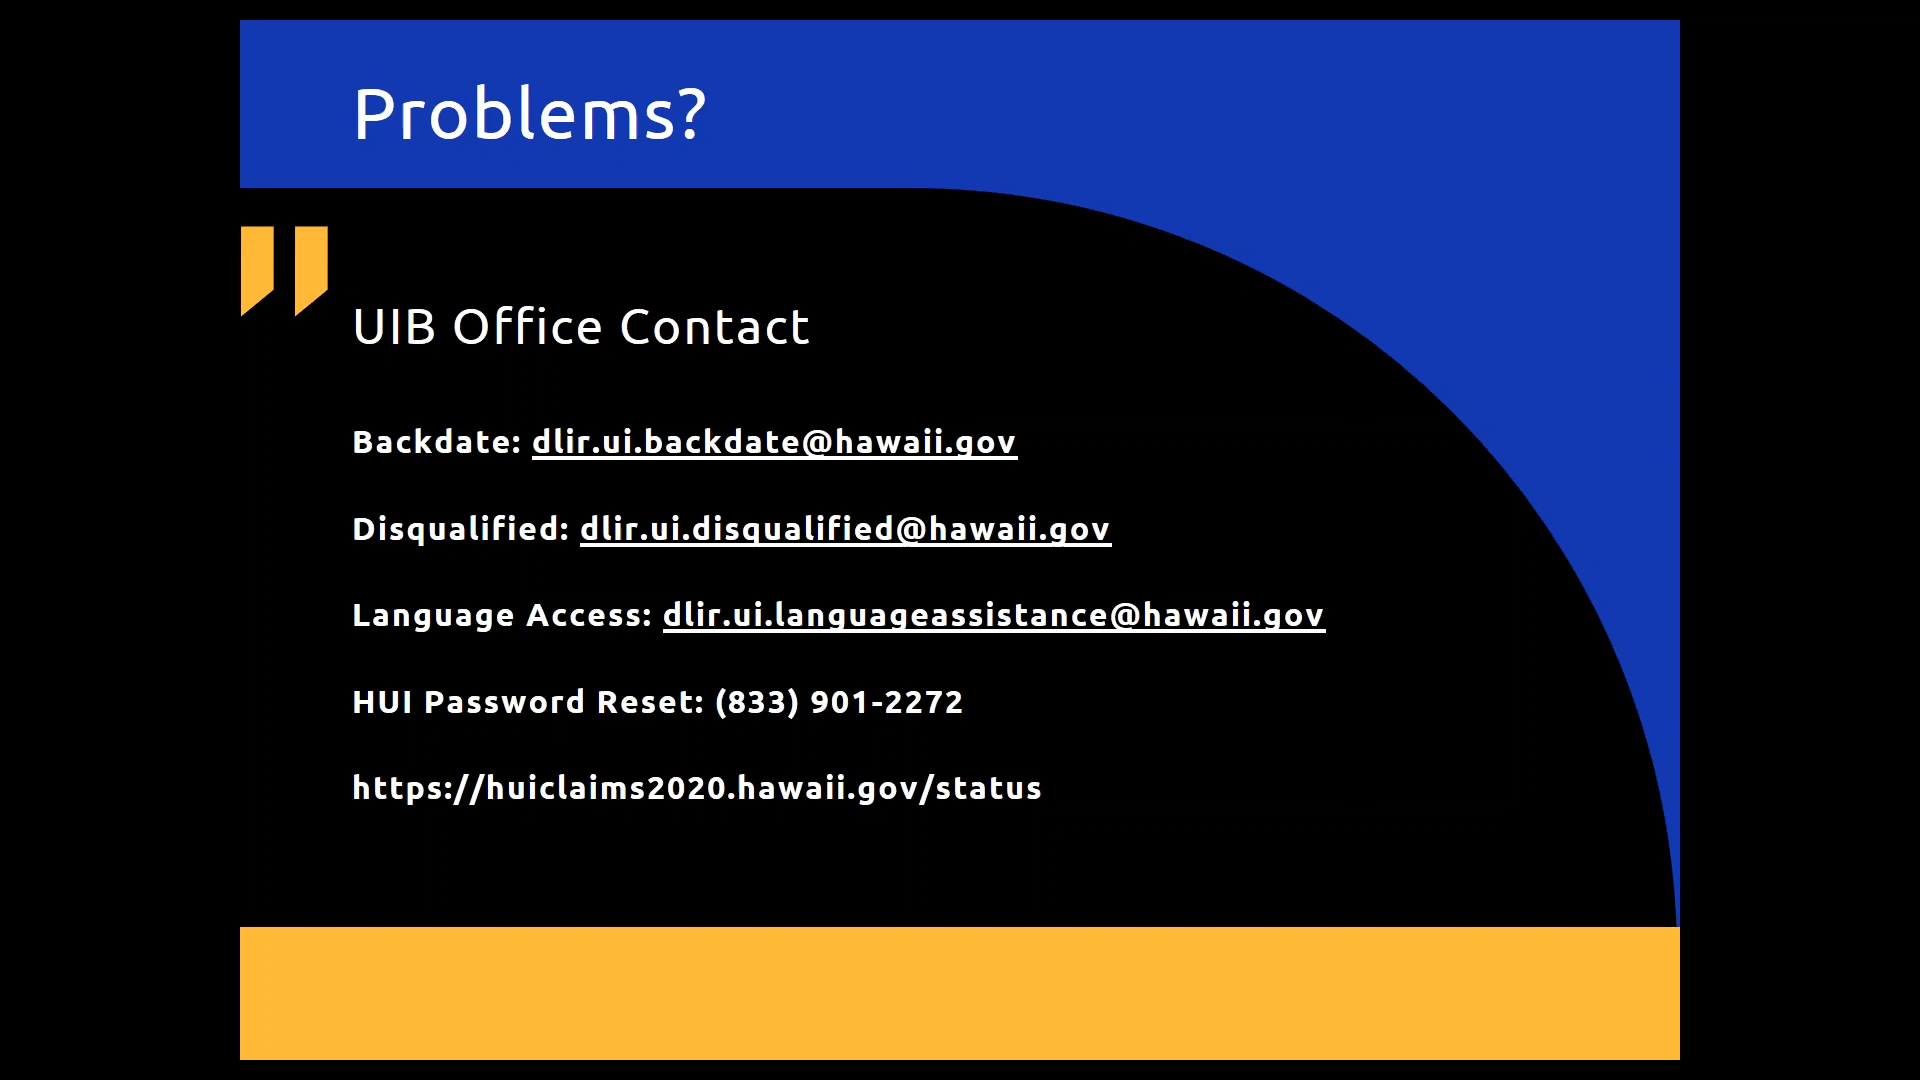 Problems?
UIB Office Contact
Backdate: dlir.ui.backdate@hawaii.gov
Disqualified: dlir.ui.disqualified@hawaii.gov
Language Access: dlir.ui.languageassistance@hawaii.gov
HUI Password Reset: (833) 901-2272
https://huiclaims2020.hawaii.gov/status